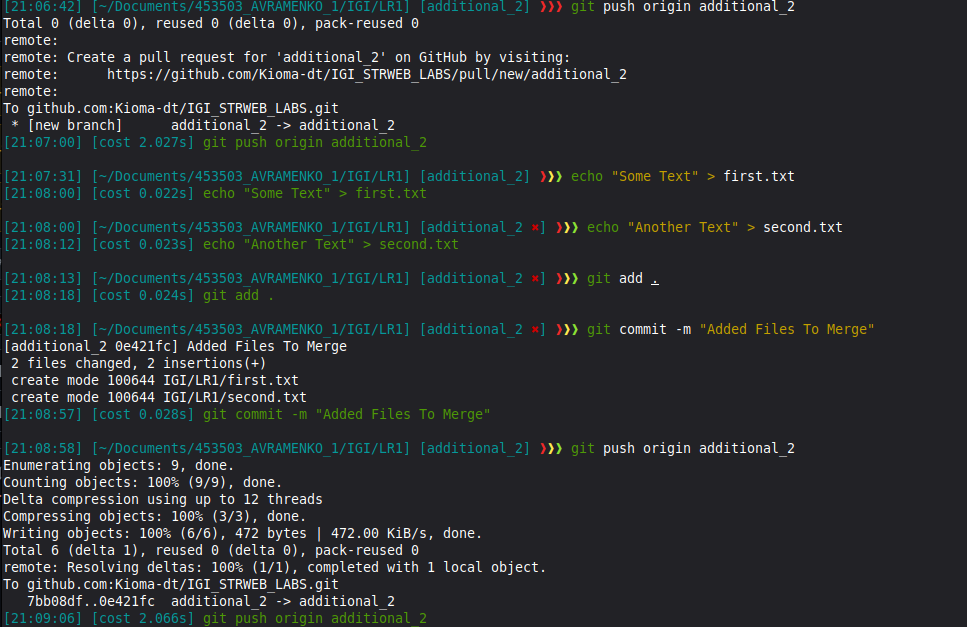 [21:06:42] [~/Documents/453503_AVRAMENKO_1/IGI/LR1] [additional_2] ❯❯❯ git push origin additional_2
Total 0 (delta 0), reused 0 (delta 0), pack-reused 0
remote:
remote: Create a pull request for 'additional_2' on GitHub by visiting:
remote:      https://github.com/Kioma-dt/IGI_STRWEB_LABS/pull/new/additional_2
remote:
To github.com:Kioma-dt/IGI_STRWEB_LABS.git
 * [new branch]      additional_2 -> additional_2
[21:07:00] [cost 2.027s] git push origin additional_2
[21:07:31] [~/Documents/453503_AVRAMENKO_1/IGI/LR1] [additional_2] ❯❯❯ echo "Some Text" > first.txt
[21:08:00] [cost 0.022s] echo "Some Text" > first.txt
[21:08:00] [~/Documents/453503_AVRAMENKO_1/IGI/LR1] [additional_2 ✖] ❯❯❯ echo "Another Text" > second.txt
[21:08:12] [cost 0.023s] echo "Another Text" > second.txt
[21:08:13] [~/Documents/453503_AVRAMENKO_1/IGI/LR1] [additional_2 ✖] ❯❯❯ git add .
[21:08:18] [cost 0.024s] git add .
[21:08:18] [~/Documents/453503_AVRAMENKO_1/IGI/LR1] [additional_2 ✖] ❯❯❯ git commit -m "Added Files To Merge"
[additional_2 0e421fc] Added Files To Merge
 2 files changed, 2 insertions(+)
 create mode 100644 IGI/LR1/first.txt
 create mode 100644 IGI/LR1/second.txt
[21:08:57] [cost 0.028s] git commit -m "Added Files To Merge"
[21:08:58] [~/Documents/453503_AVRAMENKO_1/IGI/LR1] [additional_2] ❯❯❯ git push origin additional_2
Enumerating objects: 9, done.
Counting objects: 100% (9/9), done.
Delta compression using up to 12 threads
Compressing objects: 100% (3/3), done.
Writing objects: 100% (6/6), 472 bytes | 472.00 KiB/s, done.
Total 6 (delta 1), reused 0 (delta 0), pack-reused 0
remote: Resolving deltas: 100% (1/1), completed with 1 local object.
To github.com:Kioma-dt/IGI_STRWEB_LABS.git
   7bb08df..0e421fc  additional_2 -> additional_2
[21:09:06] [cost 2.066s] git push origin additional_2